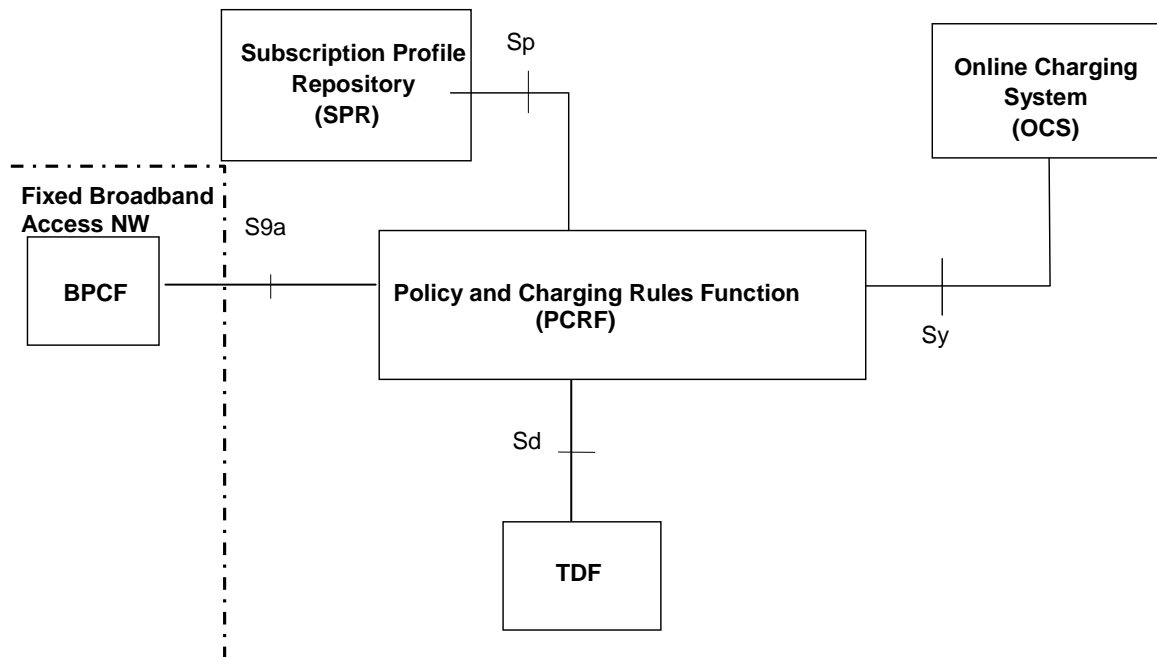 Subscription Profile
Repository
(SPR)
Sp
Online Charging
System
(OCS)
Fixed Broadband
Access NW
S9a
BPCF
Policy and Charging Rules Function
(PCRF)
Sy
Sd
TDF